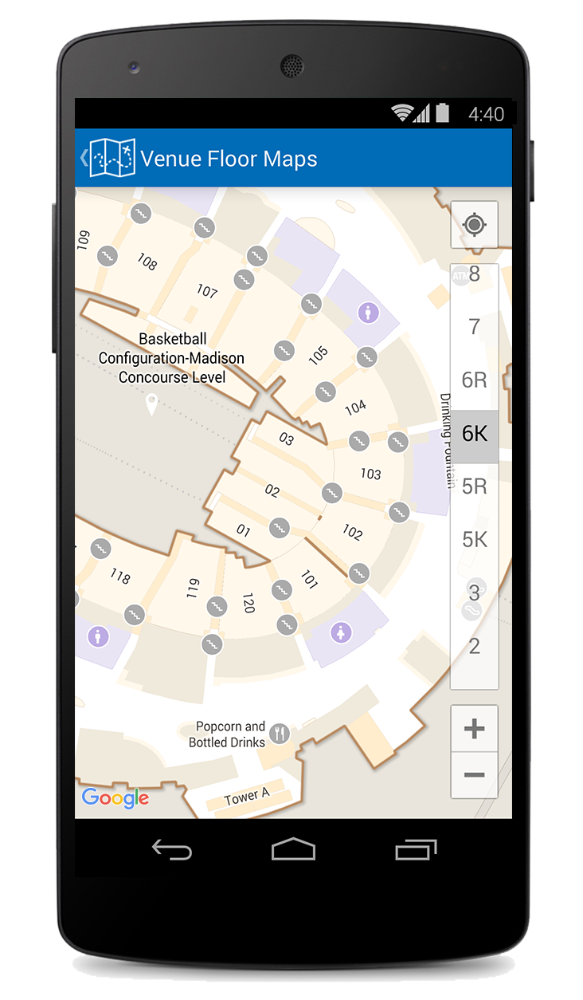 4:40
Venue Floor Maps
109
108
107
105
104
103
102
101
03
02
01
118
119
120
Basketball
Configuration-Madison
Concourse Level
Drinking Fountain
ATM
8
7
6R
6K
5R
5K
3
2
+
−
Popcorn and
Bottled Drinks
Tower A
Google